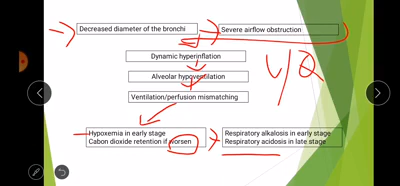 Decreased diameter of the bronchi
Severe airflow obstruction
Dynamic hyperinflation
Alveolar hypoventilation
Ventilation/perfusion mismatching
V/Q
Hypoxemia in early stage
Cabon dioxide retention if worsen
Respiratory alkalosis in early stage
Respiratory acidosis in late stage